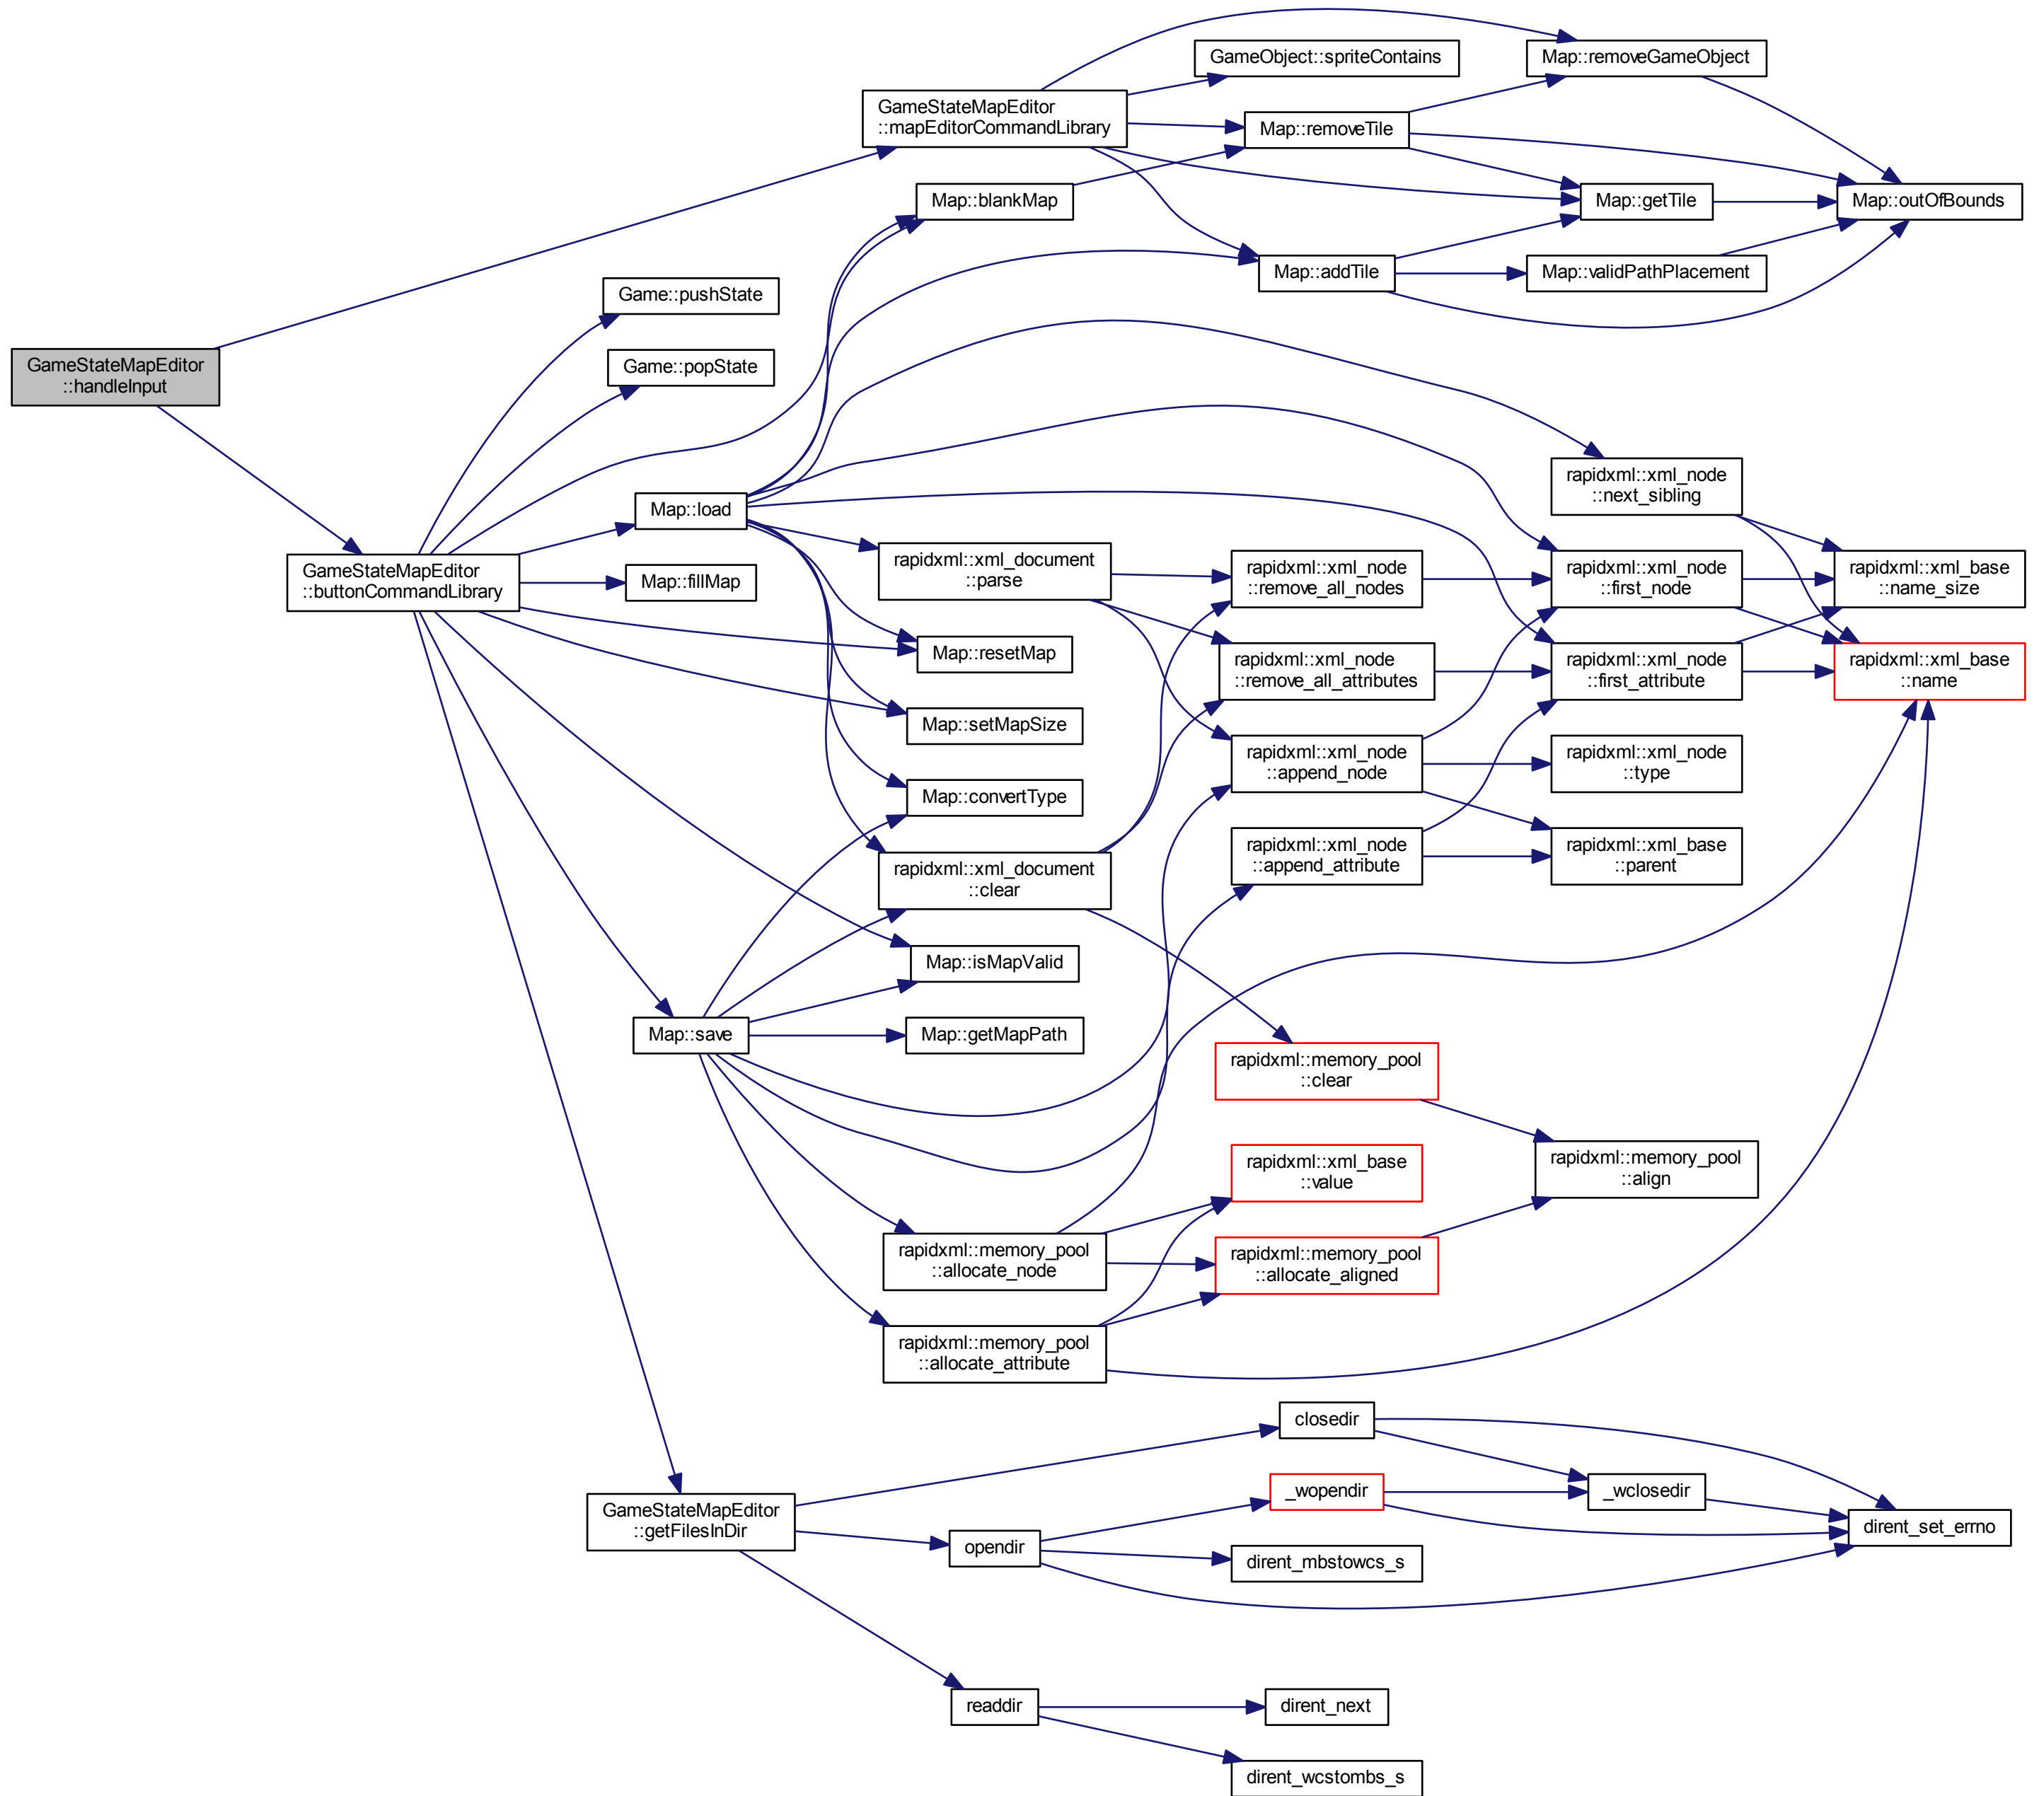 GameStateMapEditor
::handleInput
GameStateMapEditor
::mapEditorCommandLibrary
GameStateMapEditor
::buttonCommandLibrary
Game::pushState
Game::popState
Map::load
Map::fillMap
Map::save
GameStateMapEditor
::getFilesInDir
Map::blankMap
rapidxml::xml_document
::parse
Map::resetMap
Map::setMapSize
Map::convertType
rapidxml::xml_document
::clear
Map::isMapValid
Map::getMapPath
rapidxml::memory_pool
::allocate_node
rapidxml::memory_pool
::allocate_attribute
opendir
readdir
GameObject::spriteContains
Map::removeTile
Map::addTile
rapidxml::xml_node
::remove_all_nodes
rapidxml::xml_node
::remove_all_attributes
rapidxml::xml_node
::append_node
rapidxml::xml_node
::append_attribute
rapidxml::memory_pool
::clear
rapidxml::xml_base
::value
rapidxml::memory_pool
::allocate_aligned
closedir
_wopendir
dirent_mbstowcs_s
dirent_next
dirent_wcstombs_s
Map::removeGameObject
Map::getTile
Map::validPathPlacement
rapidxml::xml_node
::next_sibling
rapidxml::xml_node
::first_node
rapidxml::xml_node
::first_attribute
rapidxml::xml_node
::type
rapidxml::xml_base
::parent
rapidxml::memory_pool
::align
_wclosedir
Map::outOfBounds
rapidxml::xml_base
::name_size
rapidxml::xml_base
::name
dirent_set_errno